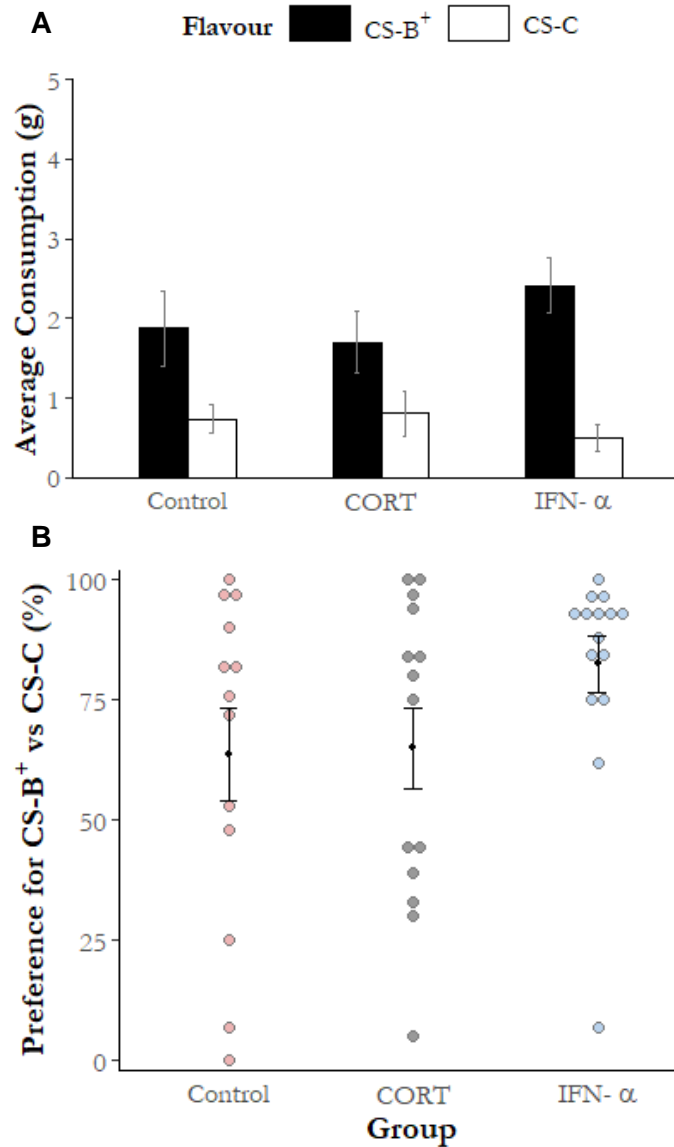 A Flavour CS-B⁺ CS-C
Average Consumption (g)
5
4
3
2
1
0
Control CORT IFN- α
B
Preference for CS-B⁺ vs CS-C (%)
100
75
50
25
0
Control CORT IFN- α
Group